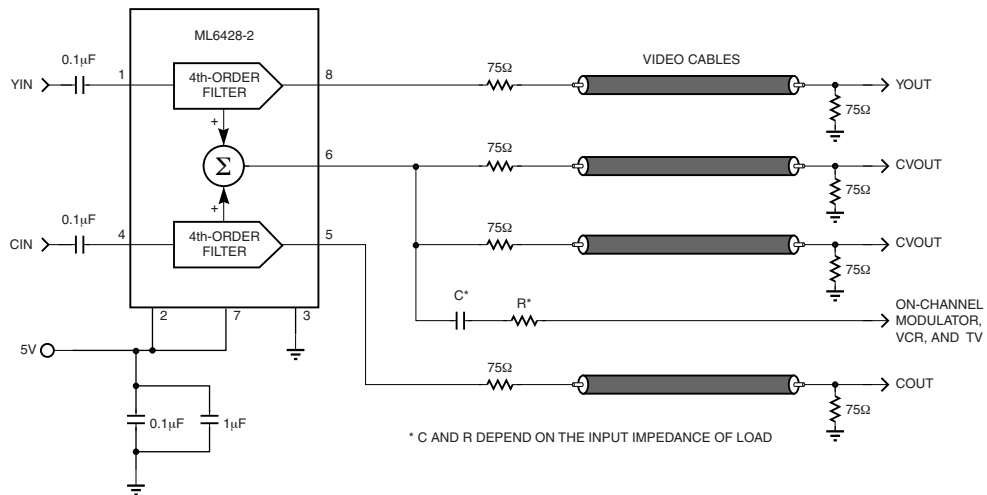 ML6428-2
0.1µF
YIN
1
4th-ORDER
FILTER
8
75Ω
VIDEO CABLES
YOUT
75Ω
+
Σ
6
75Ω
CVOUT
75Ω
+
0.1µF
CIN
4
4th-ORDER
FILTER
5
75Ω
CVOUT
75Ω
C*
R*
ON-CHANNEL
MODULATOR,
VCR, AND TV
2
7
3
5V
75Ω
COUT
75Ω
0.1µF
1µF
* C AND R DEPEND ON THE INPUT IMPEDANCE OF LOAD